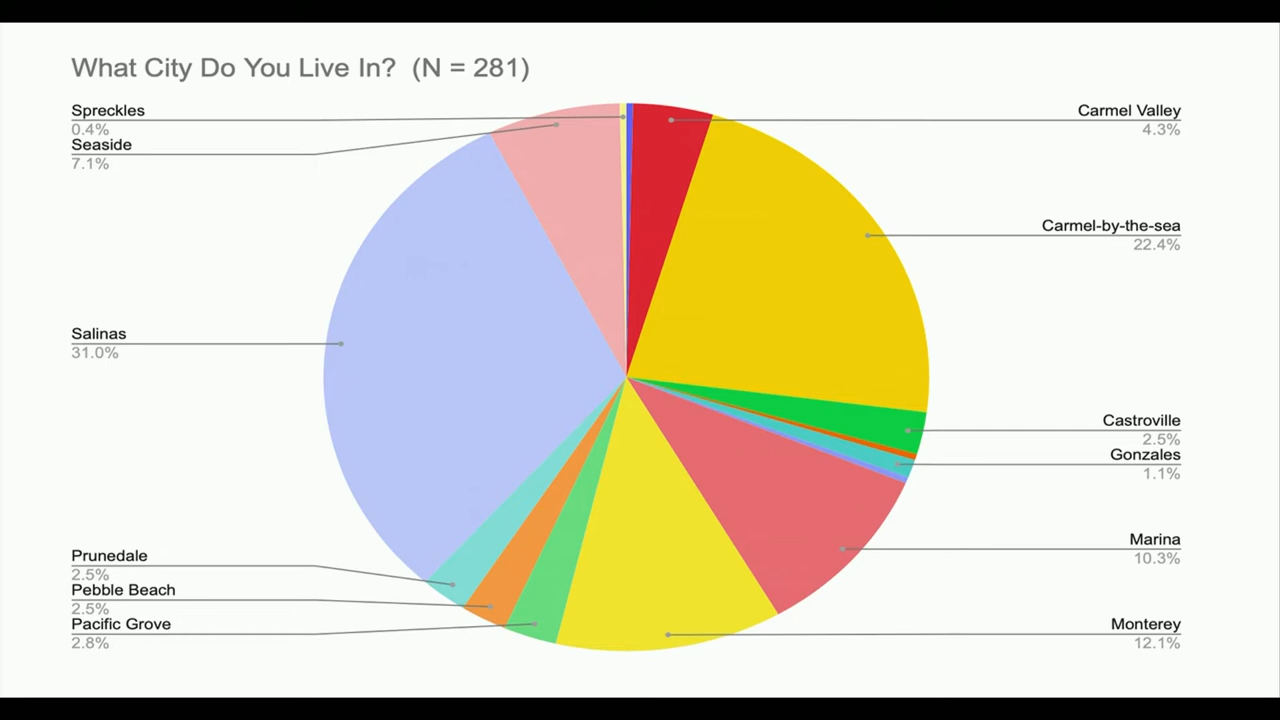 What City Do You Live In? (N = 281)
Spreckles
0.4%
Seaside
7.1%
Salinas
31.0%
Prunedale
2.5%
Pebble Beach
2.5%
Pacific Grove
2.8%
Carmel Valley
4.3%
Carmel-by-the-sea
22.4%
Castroville
2.5%
Gonzales
1.1%
Marina
10.3%
Monterey
12.1%